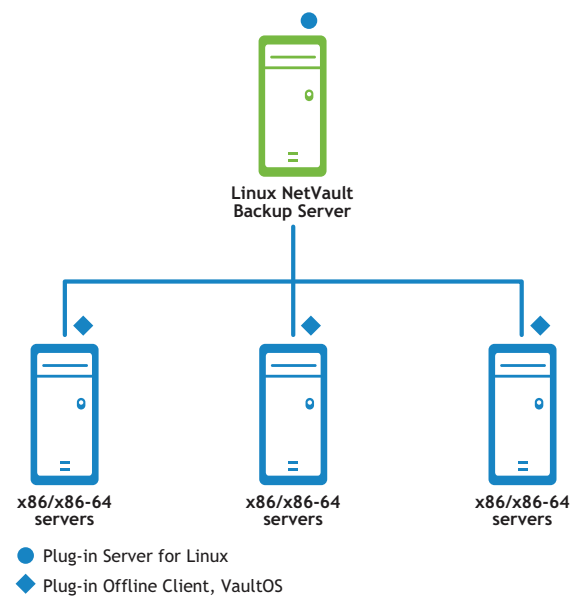 Linux NetVault
Backup Server
x86/x86-64
servers
x86/x86-64
servers
x86/x86-64
servers
Plug-in Server for Linux
Plug-in Offline Client, VaultOS